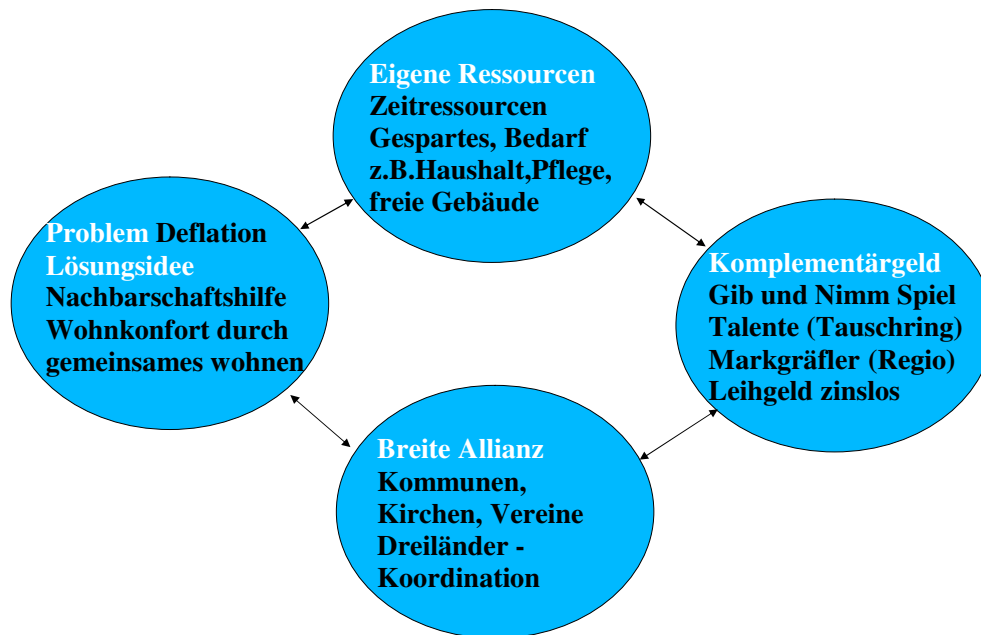 Eigene Ressourcen
Zeitressourcen
Gespartes, Bedarf
z.B.Haushalt,Pflege,
freie Gebäude
Problem Deflation
Lösungsidee
Nachbarschaftshilfe
Wohnkonfort durch
gemeinsames wohnen
Komplementärgeld
Gib und Nimm Spiel
Talente (Tauschring)
Markgräfler (Regio)
Leihgeld zinslos
Breite Allianz
Kommunen,
Kirchen, Vereine
Dreiländer -
Koordination